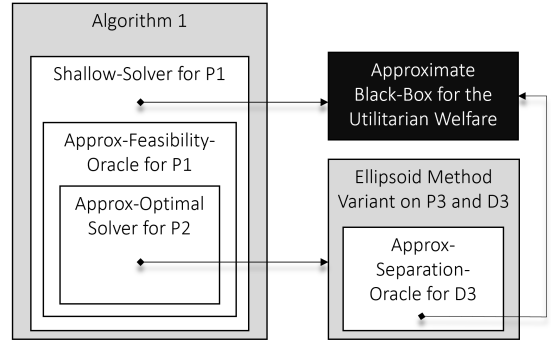 Algorithm 1
Shallow-Solver for P1
Approx-Feasibility-
Oracle for P1
Approx-Optimal
Solver for P2
Approximate
Black-Box for the
Utilitarian Welfare
Ellipsoid Method
Variant on P3 and D3
Approx-
Separation-
Oracle for D3